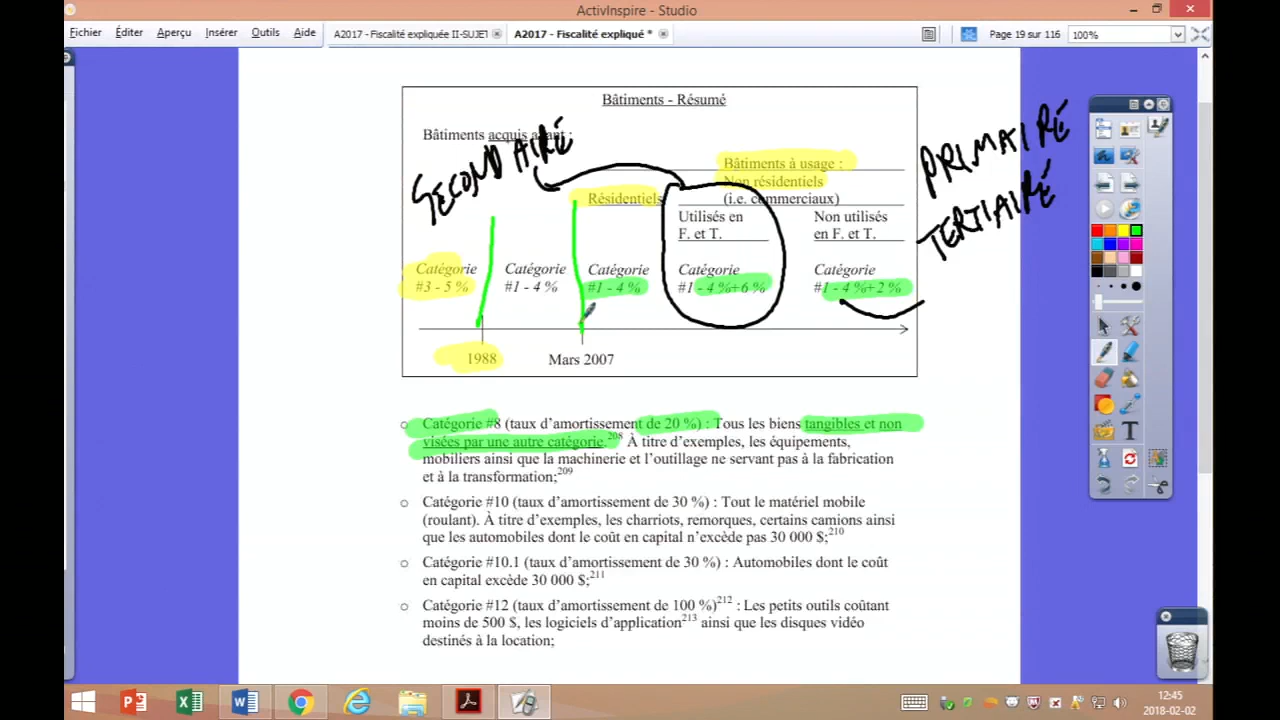 ActivInspire - Studio
Fichier Éditer Aperçu Insérer Outils Aide
A2017 - Fiscalité expliquée II-SUJET
A2017 - Fiscalité expliqué *
Page 19 sur 116
100%
Bâtiments - Résumé
Bâtiments acquis avant :
SECONDAIRE
PRIMAIRE
TERTIAIRE
Bâtiments à usage :
Non résidentiels
Résidentiels (i.e. commerciaux)
Utilisés en Non utilisés
F. et T. en F. et T.
Catégorie Catégorie Catégorie Catégorie Catégorie
#3 - 5 % #1 - 4 % #1 - 4 % #1 - 4 %+6 % #1 - 4 %+2 %
1988 Mars 2007
o Catégorie #8 (taux d’amortissement de 20 %) : Tous les biens tangibles et non
visées par une autre catégorie.208 À titre d’exemples, les équipements,
mobiliers ainsi que la machinerie et l’outillage ne servant pas à la fabrication
et à la transformation;209
o Catégorie #10 (taux d’amortissement de 30 %) : Tout le matériel mobile
(roulant). À titre d’exemples, les charriots, remorques, certains camions ainsi
que les automobiles dont le coût en capital n’excède pas 30 000 $;210
o Catégorie #10.1 (taux d’amortissement de 30 %) : Automobiles dont le coût
en capital excède 30 000 $;211
o Catégorie #12 (taux d’amortissement de 100 %)212 : Les petits outils coûtant
moins de 500 $, les logiciels d’application213 ainsi que les disques vidéo
destinés à la location;
12:45
2018-02-02